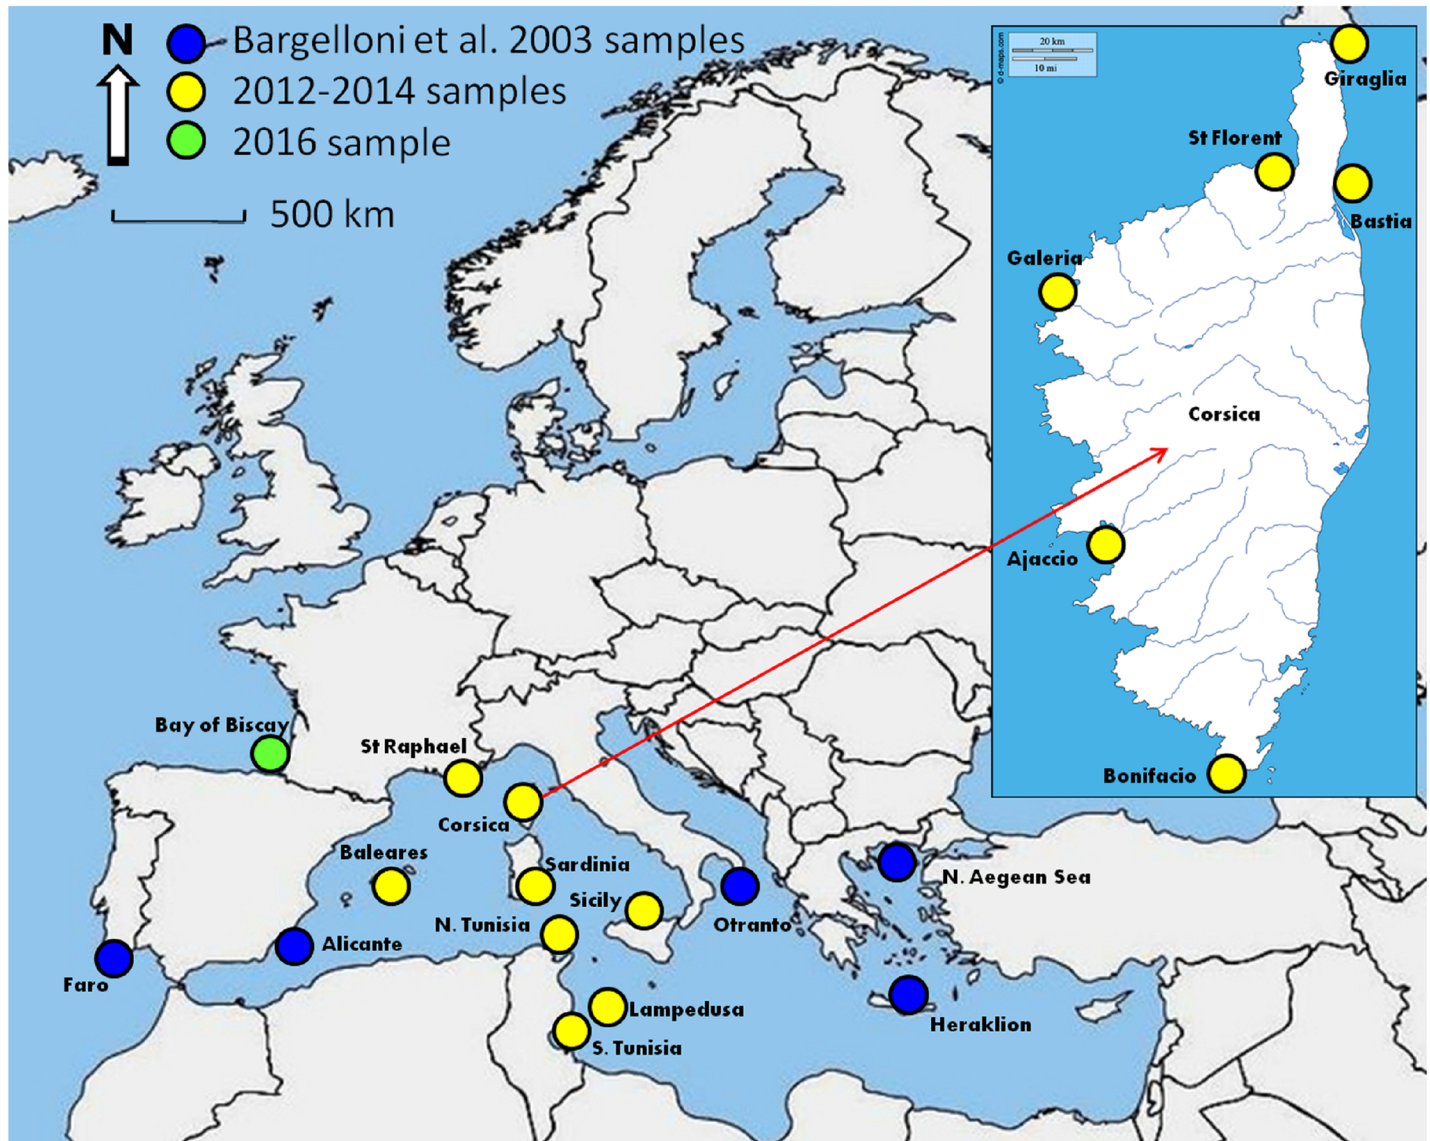 N
Bargelloni et al. 2003 samples
2012-2014 samples
2016 sample
500 km
© d-maps.com
20 km
10 mi
Giraglia
St Florent
Bastia
Galeria
Corsica
Ajaccio
Bonifacio
Bay of Biscay
St Raphael
Corsica
Baleares
Sardinia
Sicily
N. Tunisia
Otranto
N. Aegean Sea
Alicante
Faro
Lampedusa
S. Tunisia
Heraklion